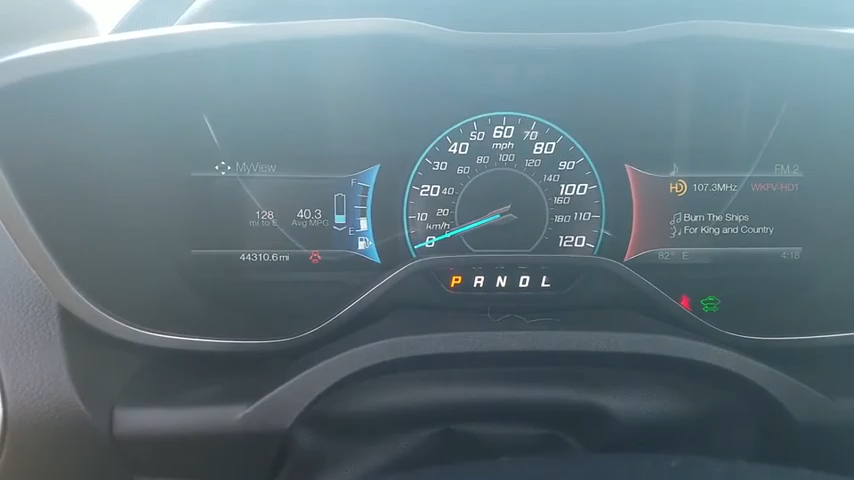 MyView
128
mi to E
40.3
Avg MPG
F
E
44310.6 mi
0
10
20
30
40
50
60
70
80
90
100
110
120
mph
20
40
60
80
100
120
140
160
180
km/h
P R N D L
FM 2
HD 107.3MHz WKFV-HD1
Burn The Ships
For King and Country
82° E 4:18